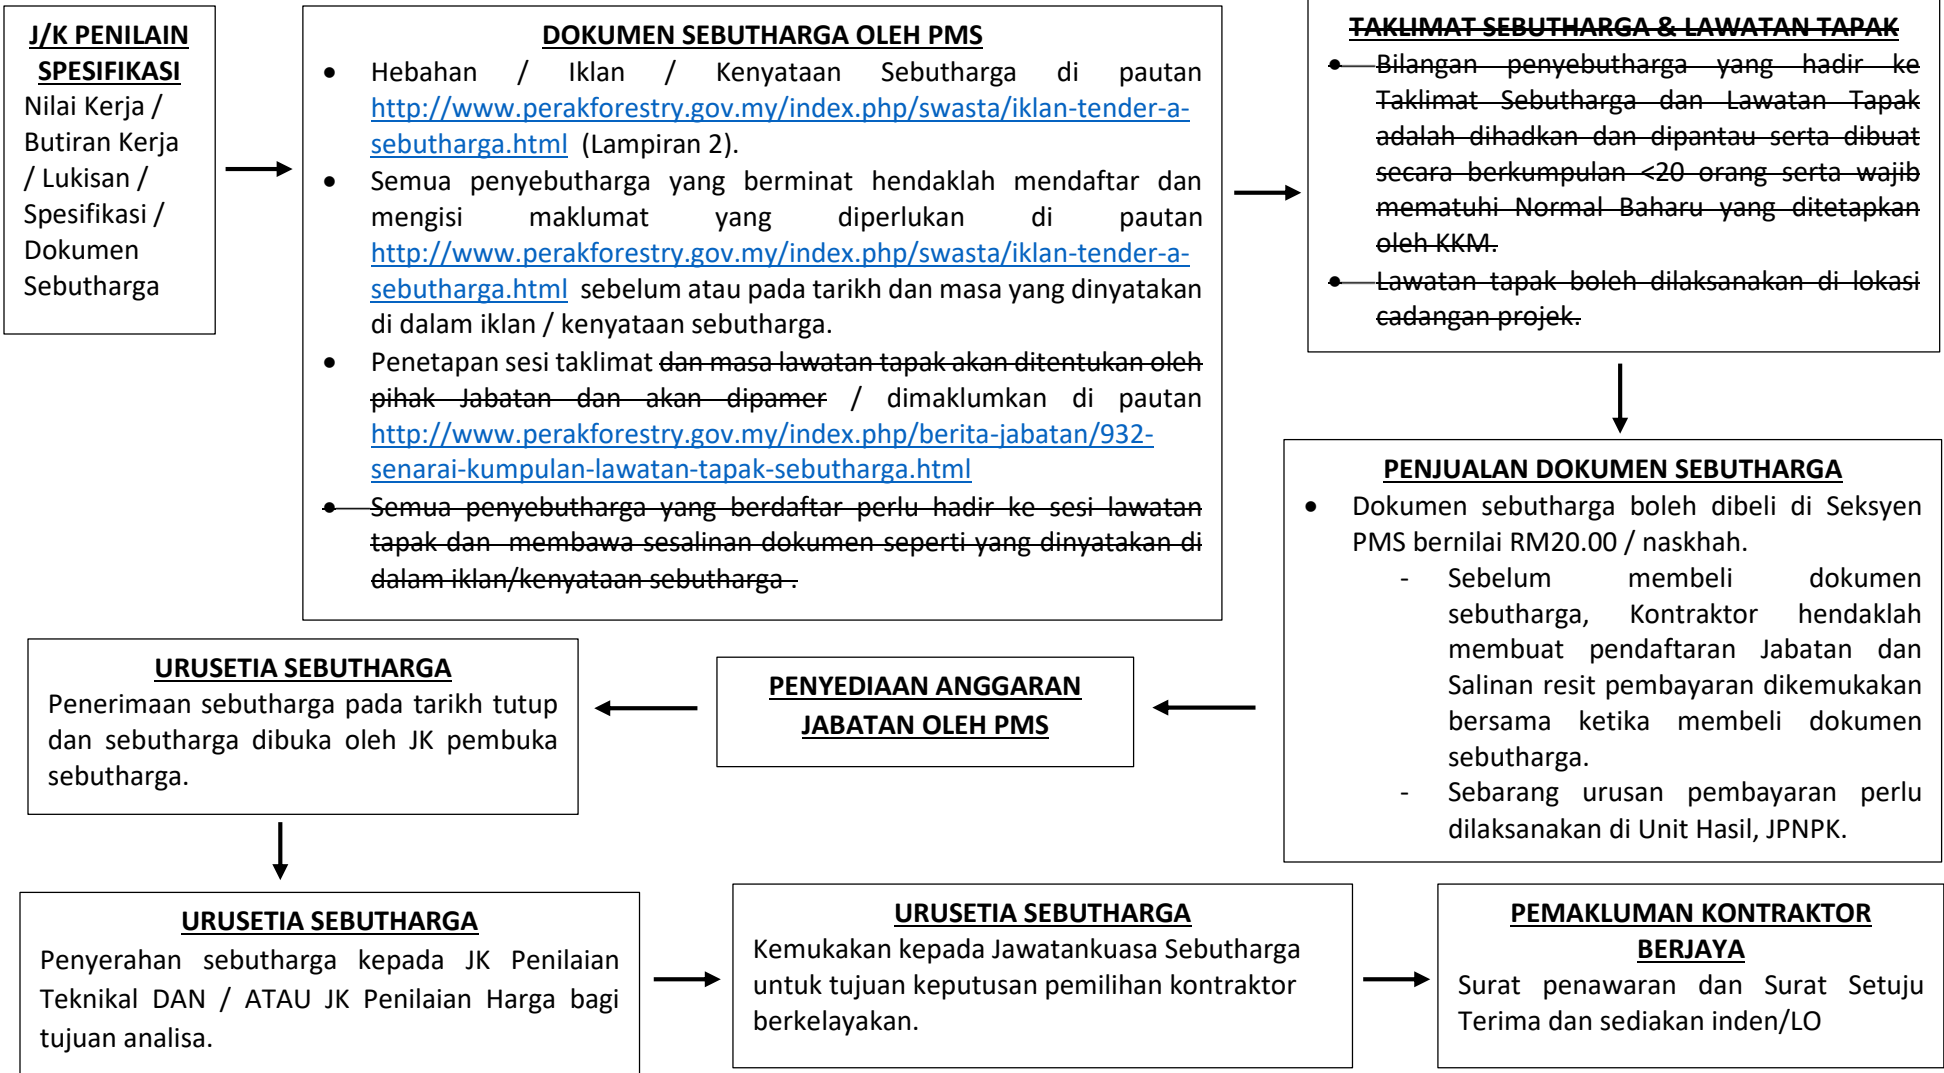 J/K PENILAIN
SPESIFIKASI
Nilai Kerja /
Butiran Kerja
/ Lukisan /
Spesifikasi /
Dokumen
Sebutharga
DOKUMEN SEBUTHARGA OLEH PMS
• Hebahan / Iklan / Kenyataan Sebutharga di pautan
http://www.perakforestry.gov.my/index.php/swasta/iklan-tender-a-
sebutharga.html (Lampiran 2).
• Semua penyebutharga yang berminat hendaklah mendaftar dan
mengisi maklumat yang diperlukan di pautan
http://www.perakforestry.gov.my/index.php/swasta/iklan-tender-a-
sebutharga.html sebelum atau pada tarikh dan masa yang dinyatakan
di dalam iklan / kenyataan sebutharga.
• Penetapan sesi taklimat dan masa lawatan tapak akan ditentukan oleh
pihak Jabatan dan akan dipamer / dimaklumkan di pautan
http://www.perakforestry.gov.my/index.php/berita-jabatan/932-
senarai-kumpulan-lawatan-tapak-sebutharga.html
• Semua penyebutharga yang berdaftar perlu hadir ke sesi lawatan
tapak dan membawa sesalinan dokumen seperti yang dinyatakan di
dalam iklan/kenyataan sebutharga .
TAKLIMAT SEBUTHARGA & LAWATAN TAPAK
• Bilangan penyebutharga yang hadir ke
Taklimat Sebutharga dan Lawatan Tapak
adalah dihadkan dan dipantau serta dibuat
secara berkumpulan <20 orang serta wajib
mematuhi Normal Baharu yang ditetapkan
oleh KKM.
• Lawatan tapak boleh dilaksanakan di lokasi
cadangan projek.
PENJUALAN DOKUMEN SEBUTHARGA
• Dokumen sebutharga boleh dibeli di Seksyen
PMS bernilai RM20.00 / naskhah.
- Sebelum membeli dokumen
sebutharga, Kontraktor hendaklah
membuat pendaftaran Jabatan dan
Salinan resit pembayaran dikemukakan
bersama ketika membeli dokumen
sebutharga.
- Sebarang urusan pembayaran perlu
dilaksanakan di Unit Hasil, JPNPK.
PENYEDIAAN ANGGARAN
JABATAN OLEH PMS
URUSETIA SEBUTHARGA
Penerimaan sebutharga pada tarikh tutup
dan sebutharga dibuka oleh JK pembuka
sebutharga.
URUSETIA SEBUTHARGA
Penyerahan sebutharga kepada JK Penilaian
Teknikal DAN / ATAU JK Penilaian Harga bagi
tujuan analisa.
URUSETIA SEBUTHARGA
Kemukakan kepada Jawatankuasa Sebutharga
untuk tujuan keputusan pemilihan kontraktor
berkelayakan.
PEMAKLUMAN KONTRAKTOR
BERJAYA
Surat penawaran dan Surat Setuju
Terima dan sediakan inden/LO